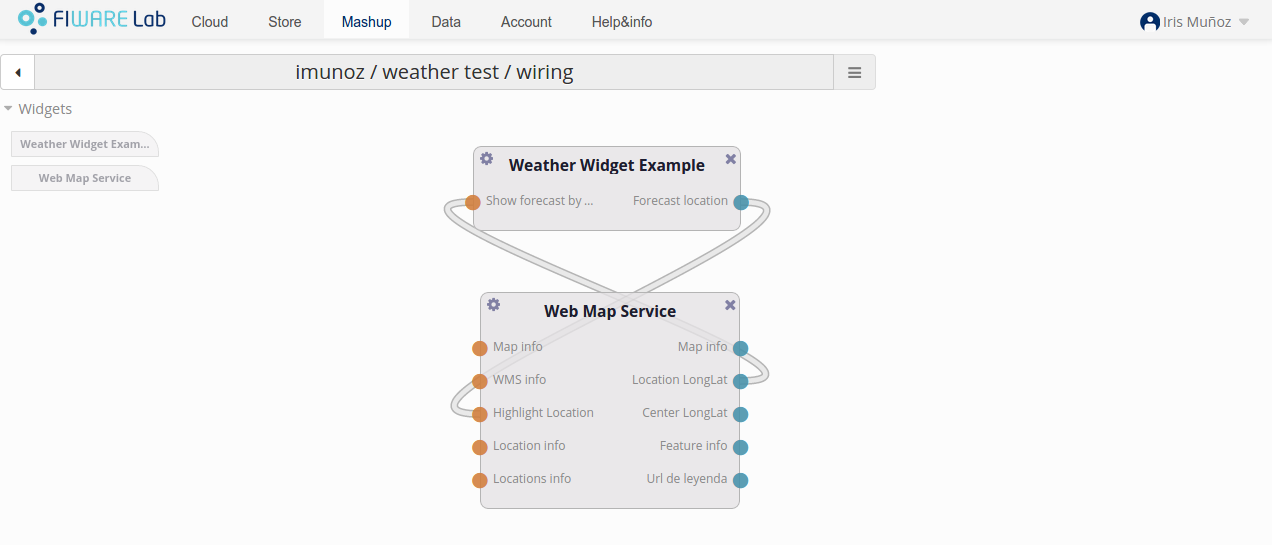 FIWARE Lab Cloud Store Mashup Data Account Help&info Iris Muñoz
imunoz / weather test / wiring
Widgets
Weather Widget Exam...
Web Map Service
Weather Widget Example
Show forecast by ... Forecast location
Web Map Service
Map info Map info
WMS info Location LongLat
Highlight Location Center LongLat
Location info Feature info
Locations info Url de leyenda